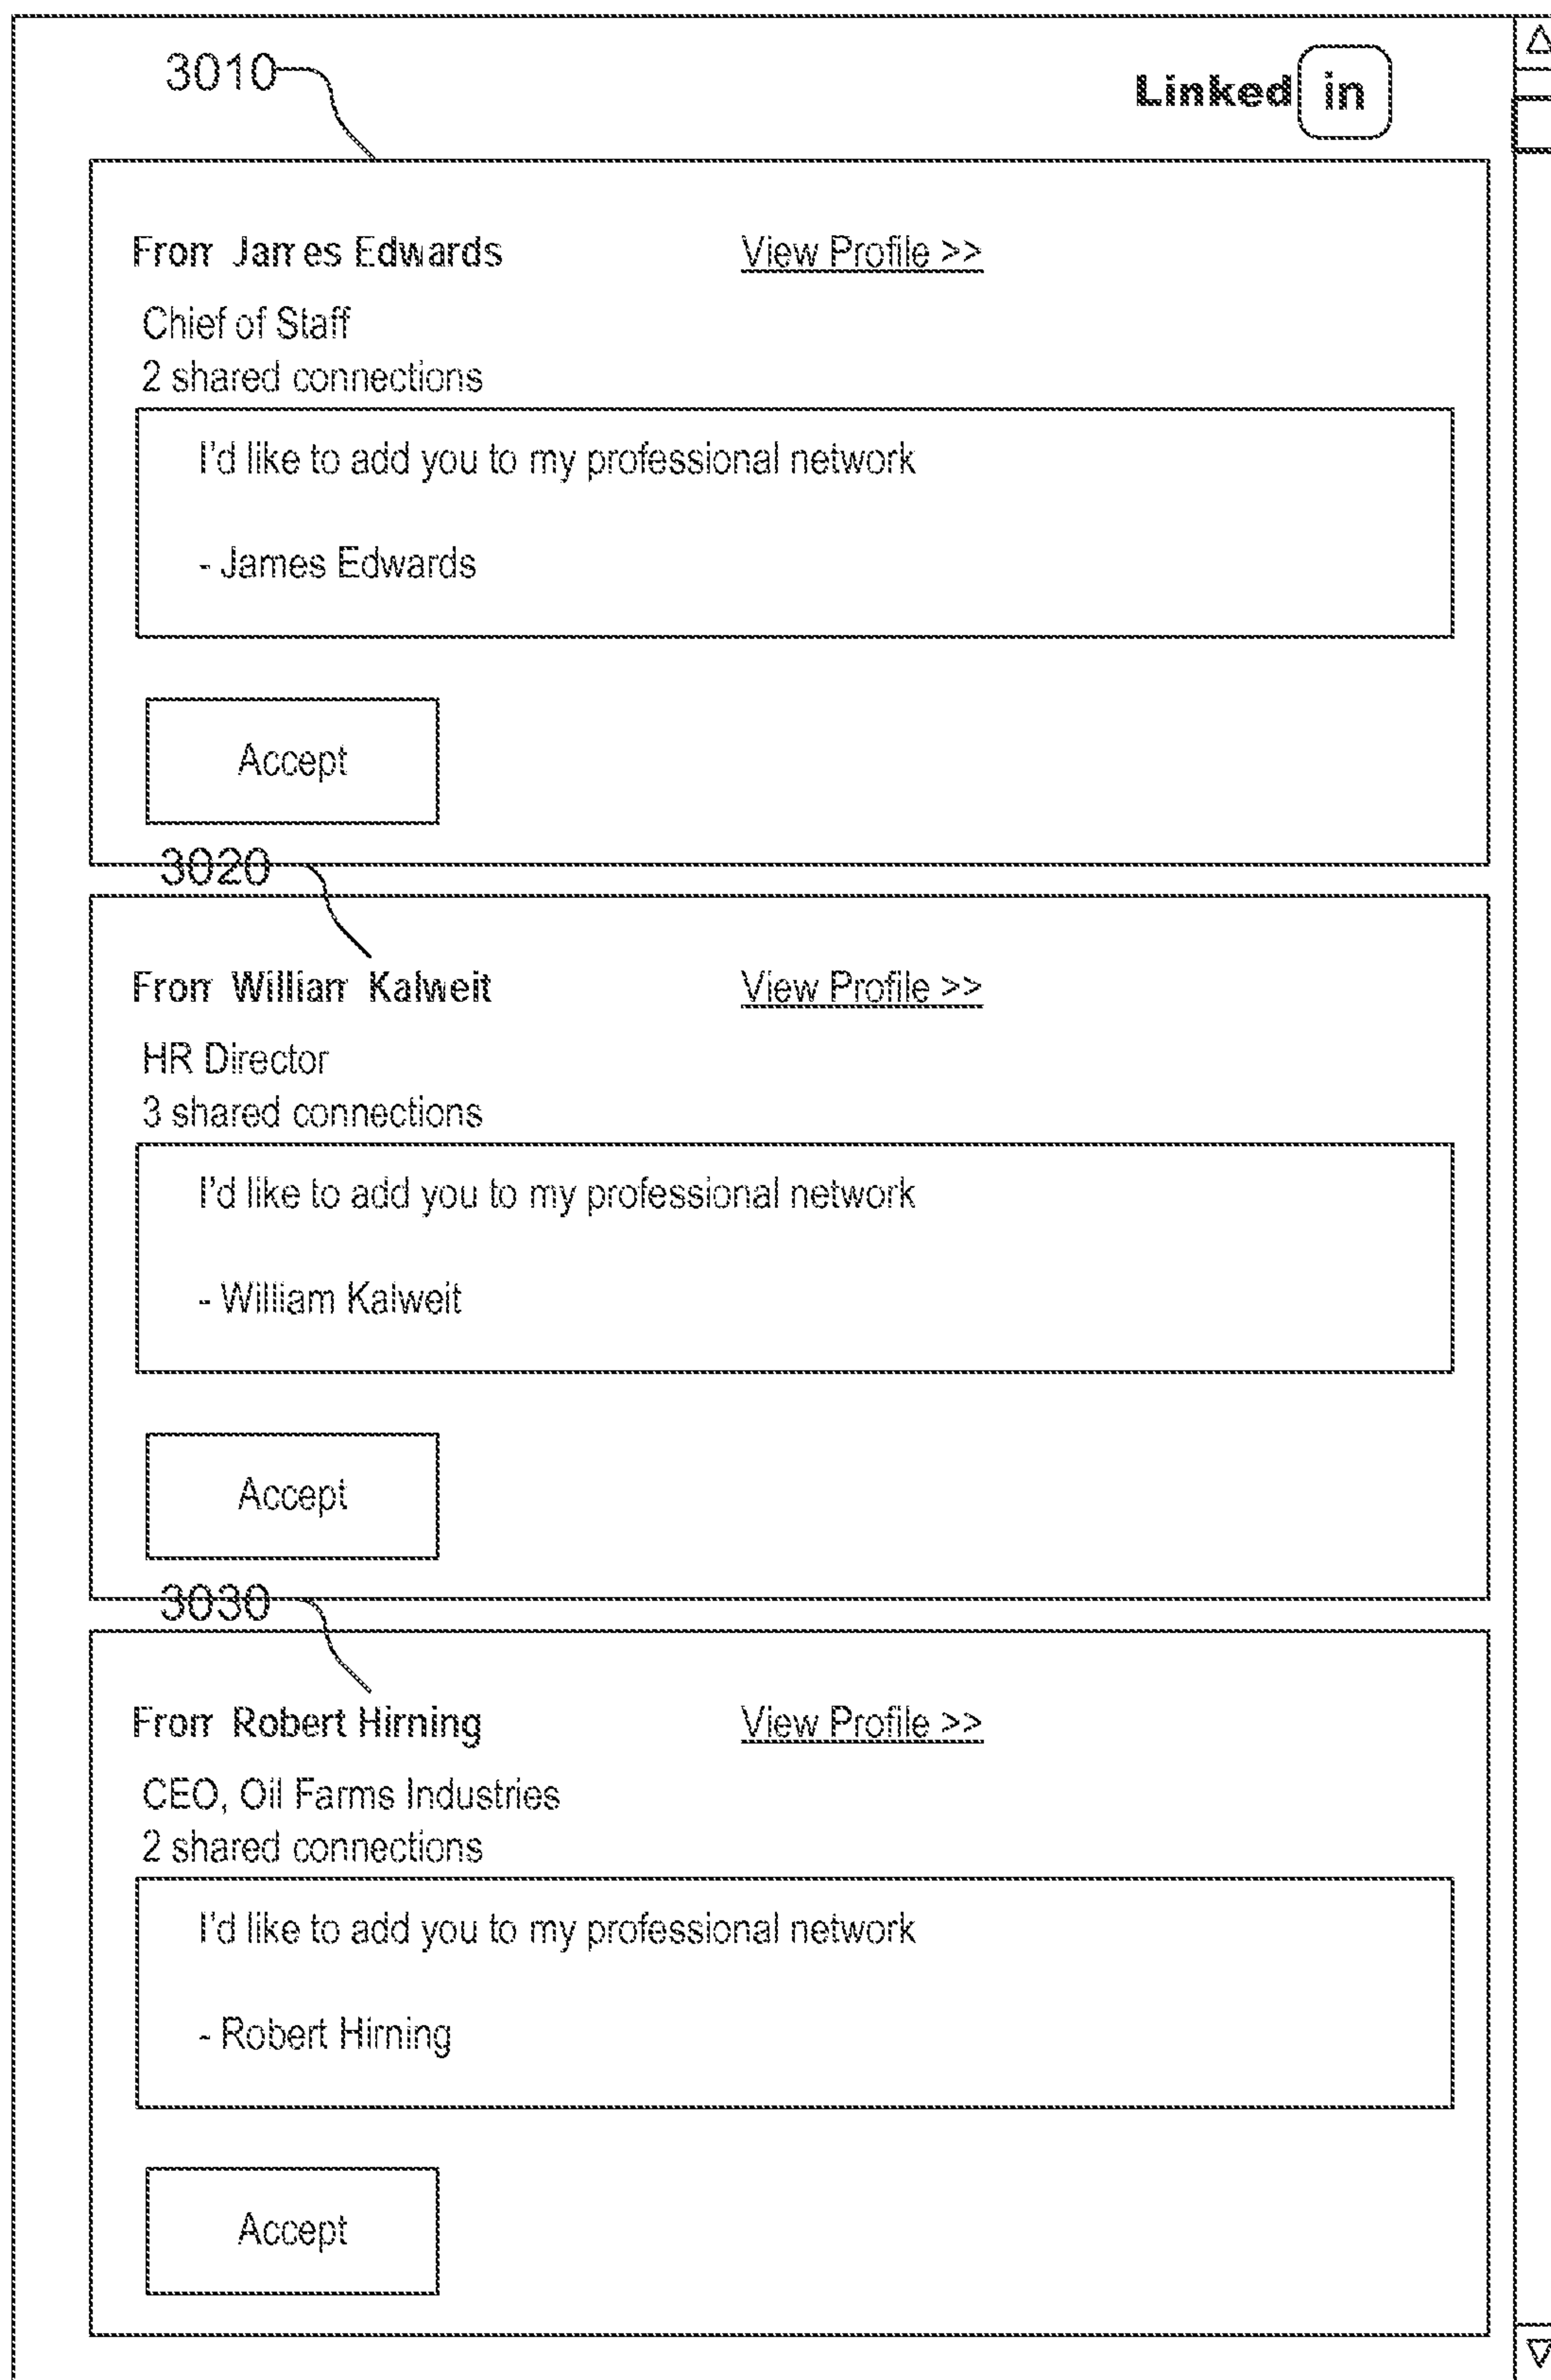 3010
Linked in
From James Edwards View Profile >>
Chief of Staff
2 shared connections
I'd like to add you to my professional network
- James Edwards
Accept
3020
From William Kalweit View Profile >>
HR Director
3 shared connections
I'd like to add you to my professional network
- William Kalweit
Accept
3030
From Robert Hirning View Profile >>
CEO, Oil Farms Industries
2 shared connections
I'd like to add you to my professional network
- Robert Hirning
Accept